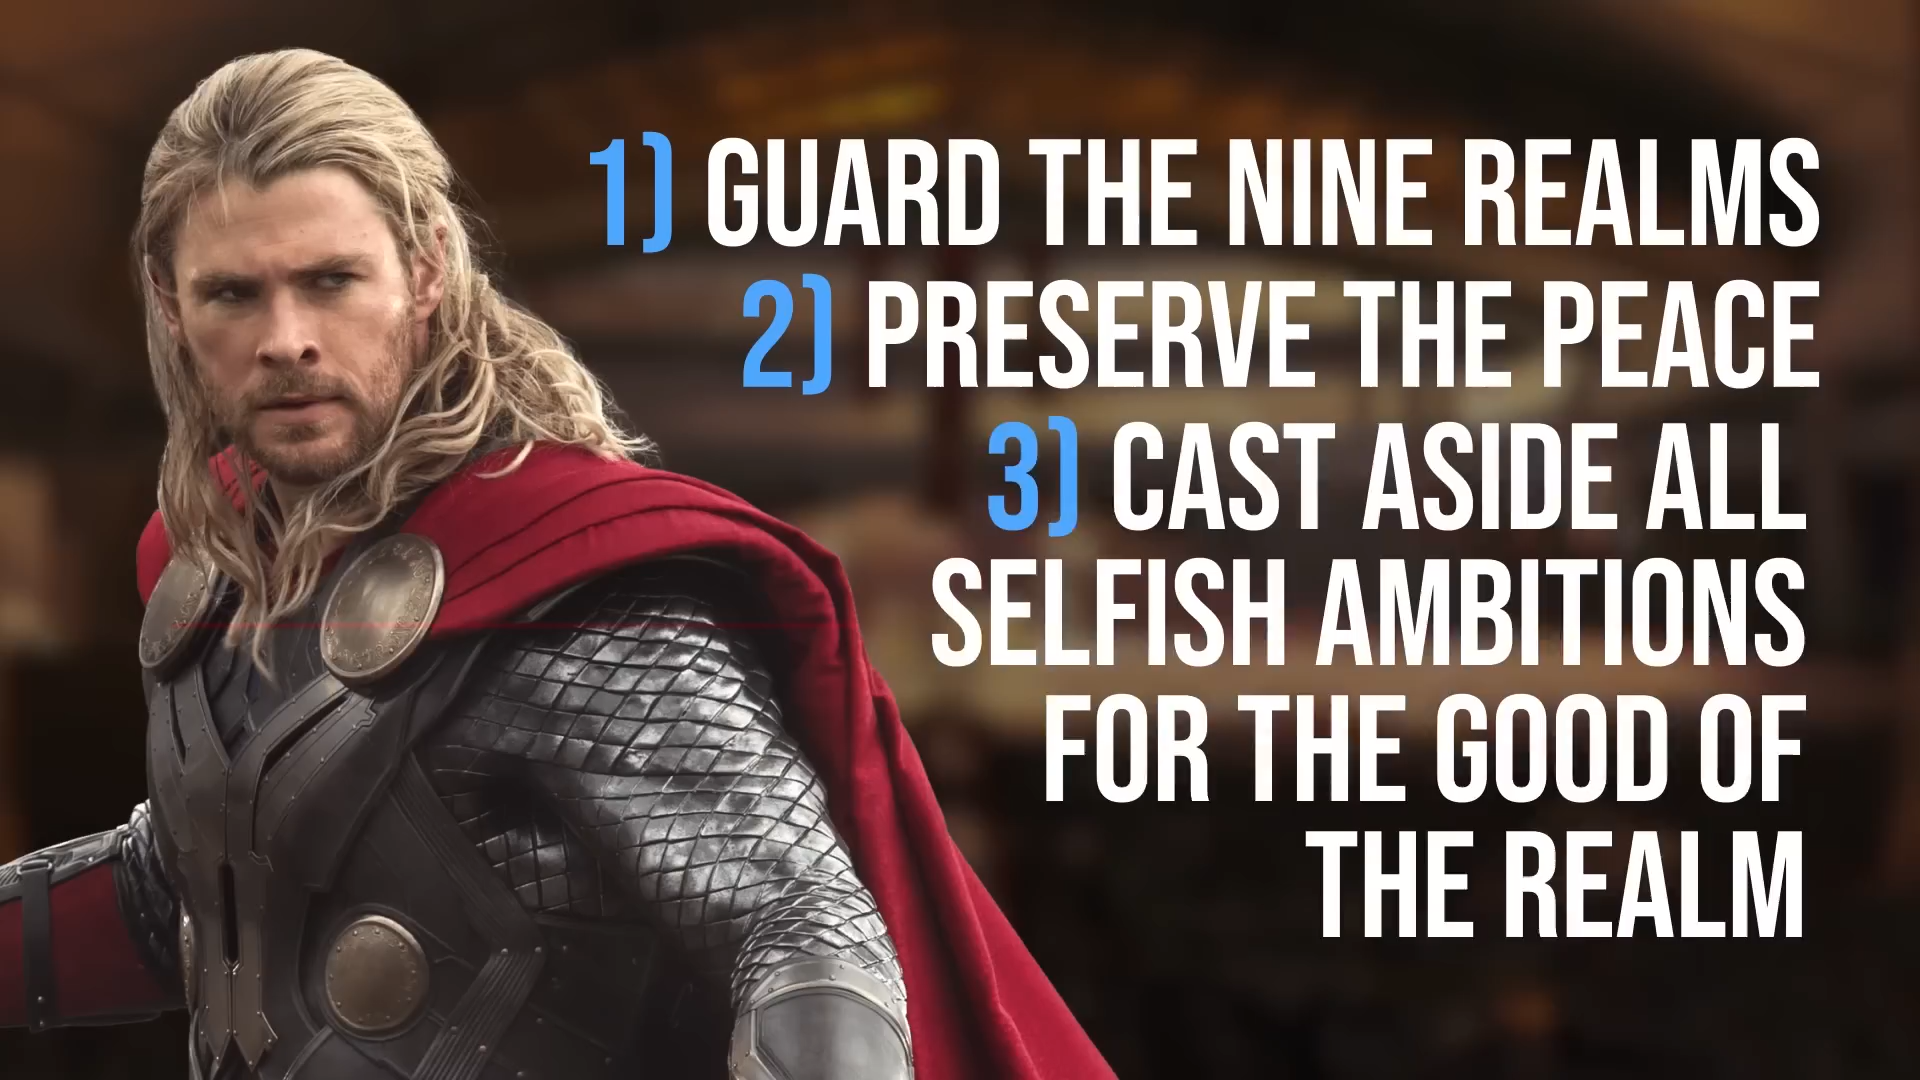 1) GUARD THE NINE REALMS
2) PRESERVE THE PEACE
3) CAST ASIDE ALL
SELFISH AMBITIONS
FOR THE GOOD OF
THE REALM